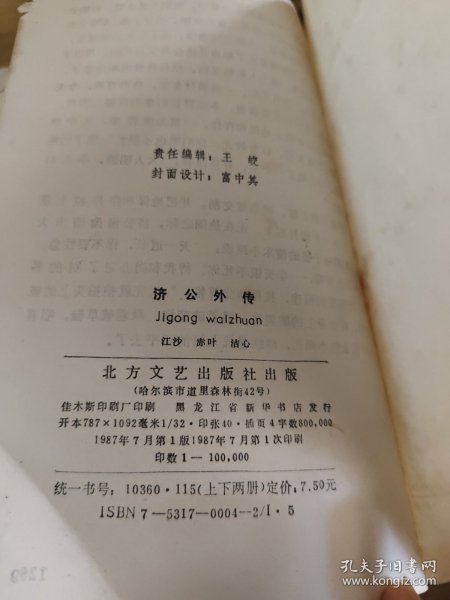 责任编辑：王 皎
封面设计：富中其
济公外传
Jigong waizhuan
江沙 赤叶 洁心
北方文艺出版社出版
（哈尔滨市道里森林街42号）
佳木斯印刷厂印刷 黑龙江省新华书店发行
开本787×1092毫米1/32·印张40·插页4字数800,000
1987年7月第1版1987年7月第1次印刷
印数1—100,000
统一书号：10360·115(上下两册)定价：7.50元
ISBN7—5317—0004—2/I·5
孔夫子旧书网
www.kongfz.com